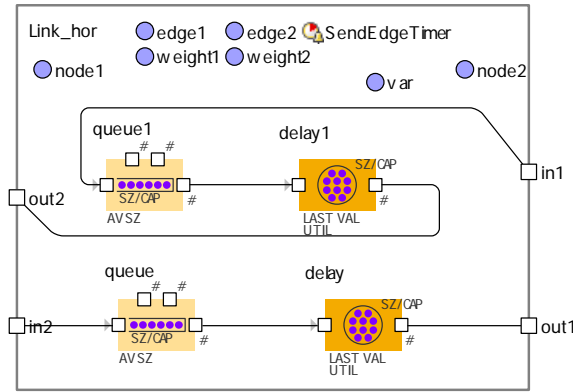 Link_hor edge1 edge2 SendEdgeTimer
weight1 weight2
node1 var node2
queue1 delay1
# # SZ/CAP
in1
SZ/CAP # #
out2
AVSZ LAST VAL
UTIL
queue delay
# # SZ/CAP
in2 out1
SZ/CAP # #
AVSZ LAST VAL
UTIL